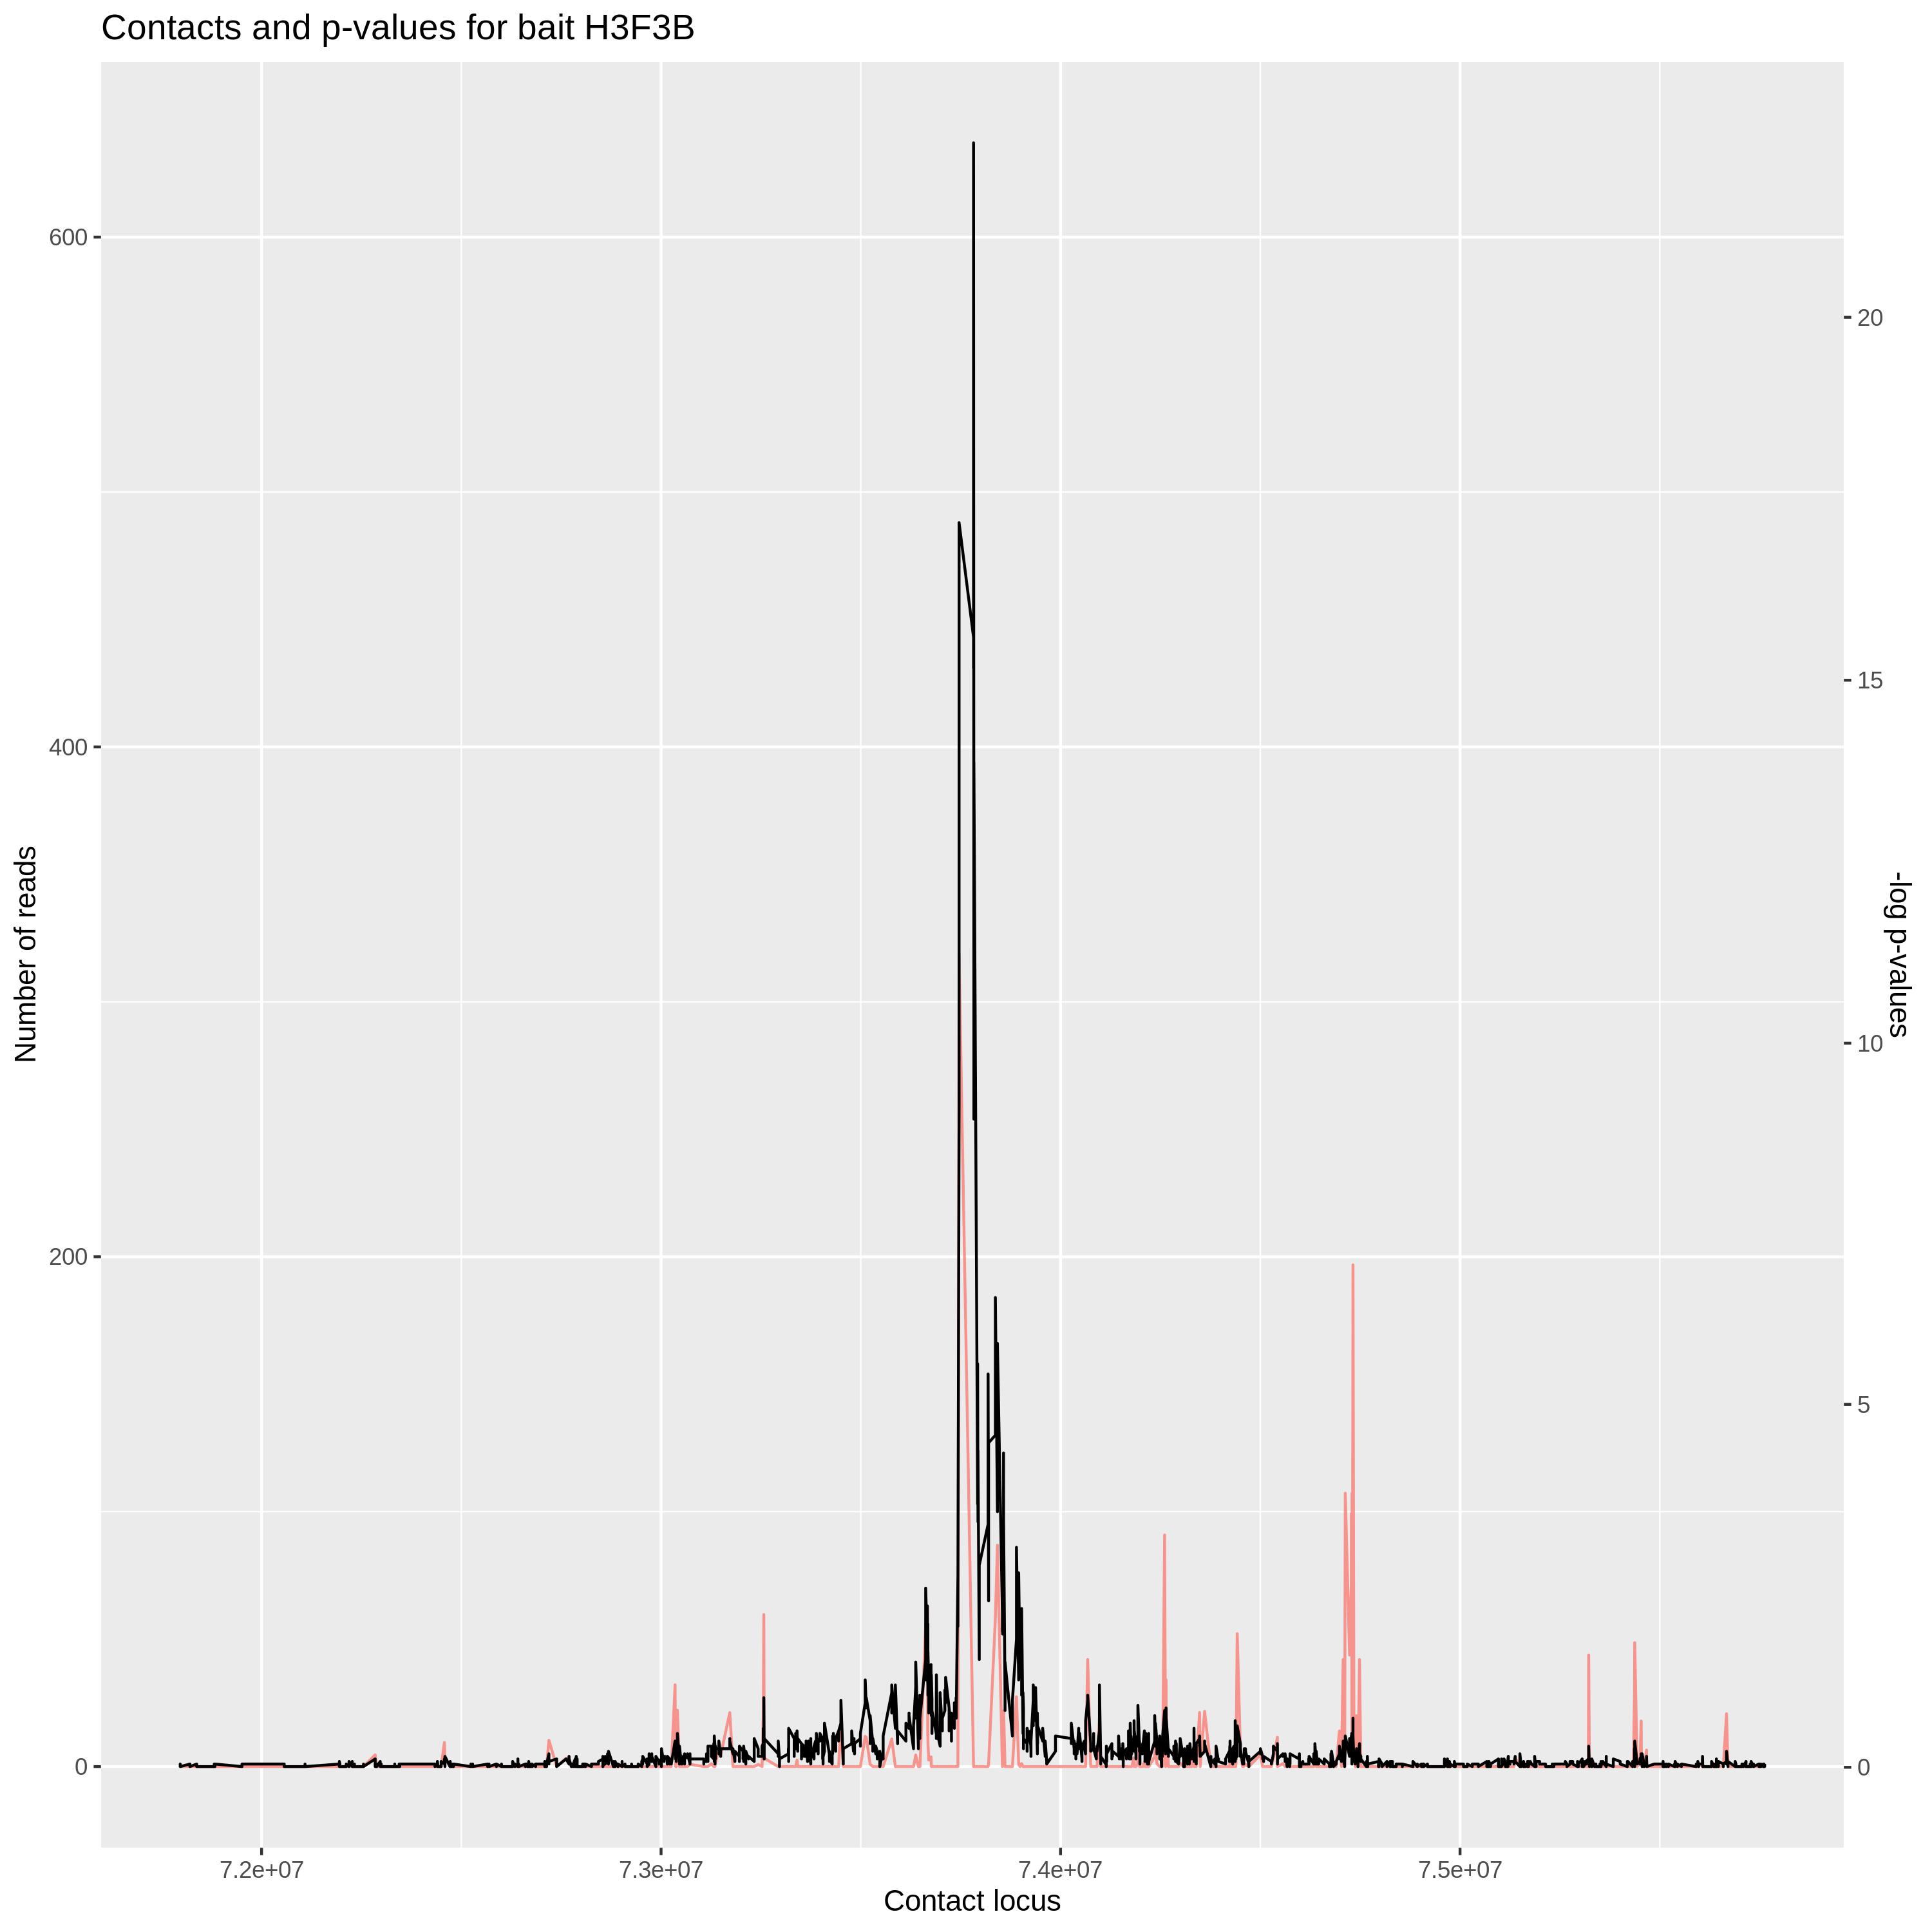 Contacts and p-values for bait H3F3B
600
400
200
0
Number of reads
20
15
10
5
0
-log p-values
7.2e+07
7.3e+07
7.4e+07
7.5e+07
Contact locus